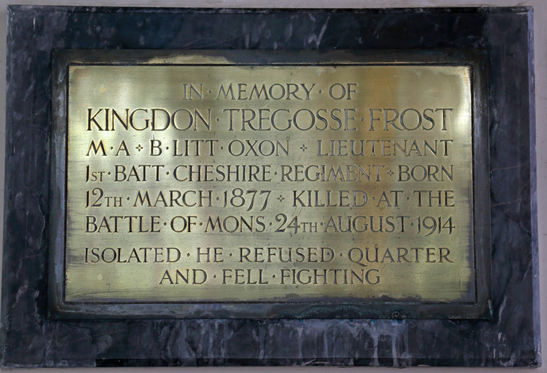 IN·MEMORY·OF
KINGDON·TREGOSSE·FROST
M·A✧B·LITT·OXON✧LIEUTENANT
1ST·BATT·CHESHIRE·REGIMENT✧BORN
12TH·MARCH·1877✧KILLED·AT·THE
BATTLE·OF·MONS·24TH·AUGUST·1914
ISOLATED·HE·REFUSED·QUARTER
AND·FELL·FIGHTING